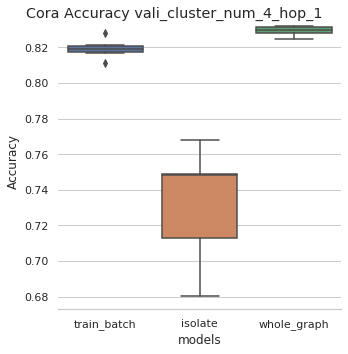 Cora Accuracy vali_cluster_num_4_hop_1
0.82
0.80
0.78
0.76
0.74
0.72
0.70
0.68
Accuracy
train_batch isolate whole_graph
models